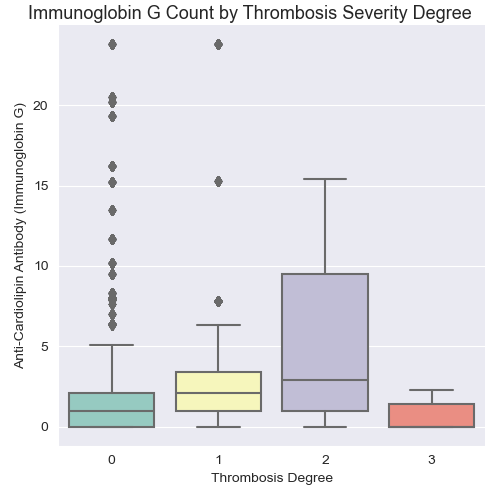 Immunoglobin G Count by Thrombosis Severity Degree
Anti-Cardiolipin Antibody (Immunoglobin G)
20
15
10
5
0
0 1 2 3
Thrombosis Degree